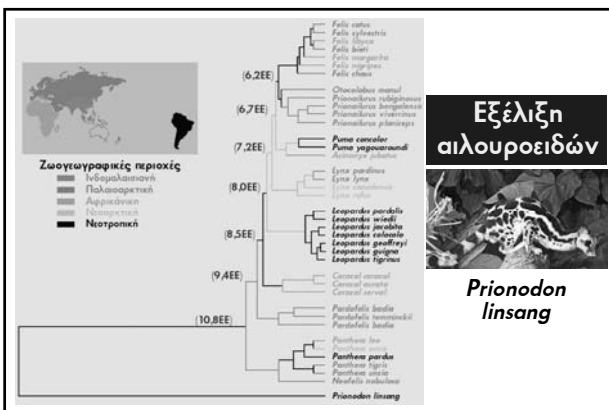 Felis catus
Felis sylvestris
Felis libyca
Felis bieti
Felis margarita
Felis nigripes
Felis chaus
(6,2ΕΕ)
Otocolobus manul
Prionailurus rubiginosus
Prionailurus bengalensis
Prionailurus viverrinus
Prionailurus planiceps
(6,7ΕΕ)
Puma concolor
Puma yagouaroundi
Acinonyx jubatus
(7,2ΕΕ)
Lynx pardinus
Lynx lynx
Lynx canadensis
Lynx rufus
(8,0ΕΕ)
Leopardus pardalis
Leopardus wiedii
Leopardus jacobita
Leopardus colocolo
Leopardus geoffreyi
Leopardus guigna
Leopardus tigrinus
(8,5ΕΕ)
Caracal caracal
Caracal aurata
Caracal serval
(9,4ΕΕ)
Pardofelis badia
Pardofelis temminckii
Pardofelis badia
(10,8ΕΕ)
Panthera leo
Panthera onca
Panthera pardus
Panthera tigris
Panthera uncia
Neofelis nebulosa
Prionodon linsang
Ζωογεωγραφικές περιοχές
Ινδομαλαισιανή
Παλαιοαρκτική
Αφρικάνικη
Νεοαρκτική
Νεοτροπική
Εξέλιξη
αιλουροειδών
Prionodon
linsang